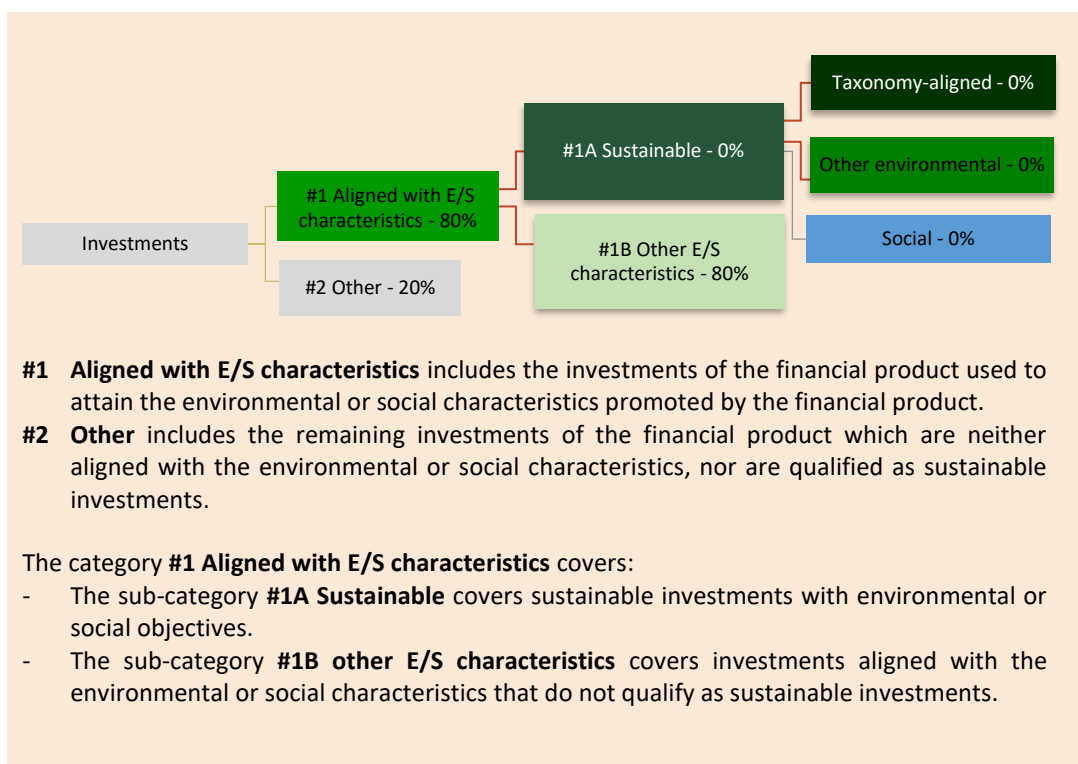 Taxonomy-aligned - 0%
#1A Sustainable - 0%
Other environmental - 0%
#1 Aligned with E/S
characteristics - 80%
Investments
#1B Other E/S
characteristics - 80%
Social - 0%
#2 Other - 20%
#1 Aligned with E/S characteristics includes the investments of the financial product used to
attain the environmental or social characteristics promoted by the financial product.
#2 Other includes the remaining investments of the financial product which are neither
aligned with the environmental or social characteristics, nor are qualified as sustainable
investments.
The category #1 Aligned with E/S characteristics covers:
- The sub-category #1A Sustainable covers sustainable investments with environmental or
social objectives.
- The sub-category #1B other E/S characteristics covers investments aligned with the
environmental or social characteristics that do not qualify as sustainable investments.